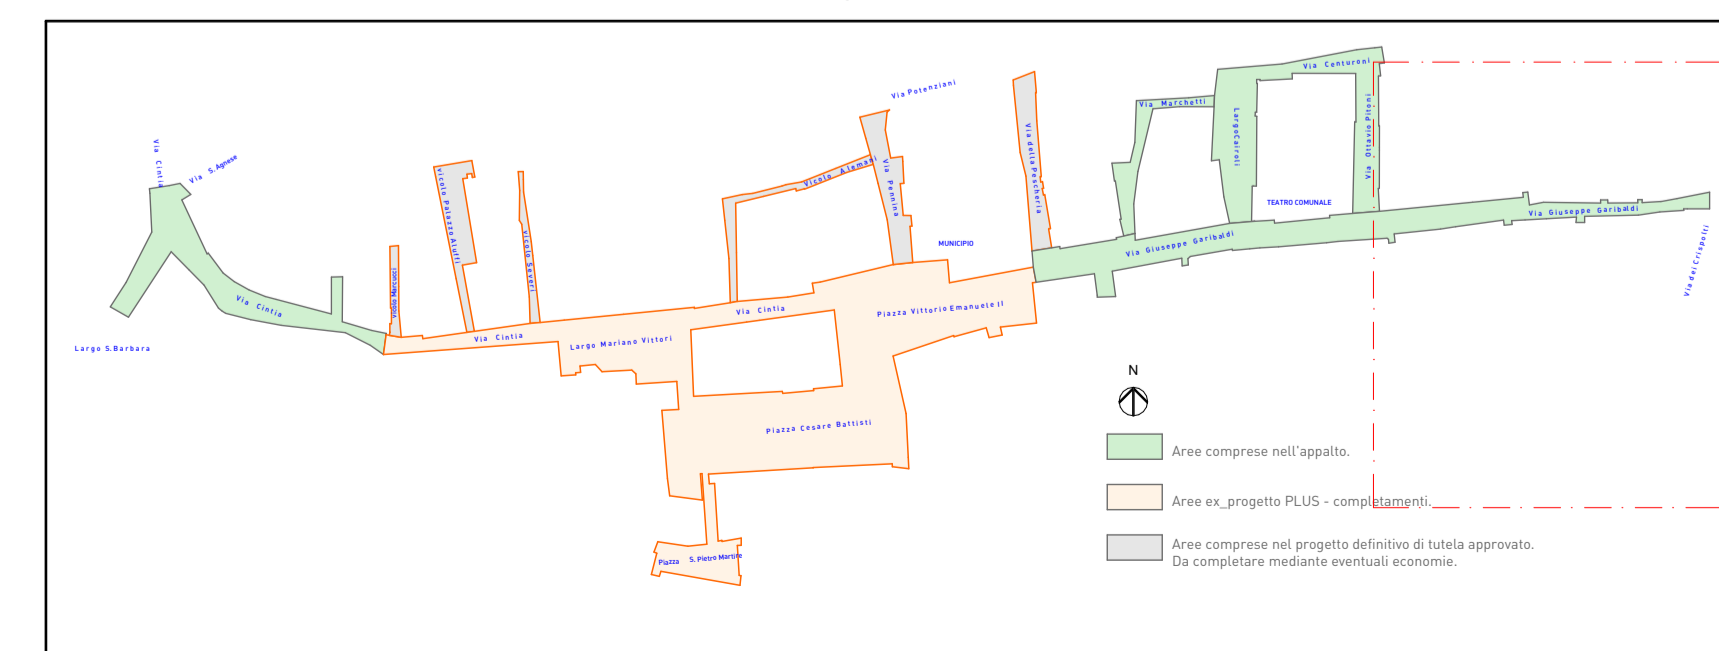 Via Cintia
Via S. Agnese
Largo S.Barbara
Via Cintia
Vicolo Marcucci
Vicolo Palazzo Aluffi
Vicolo Severi
Via Cintia
Largo Mariano Vittori
Via Cintia
Vicolo Alemani
Via Pennina
Via Potenziani
MUNICIPIO
Piazza Vittorio Emanuele II
Piazza Cesare Battisti
Piazza S. Pietro Martire
Via della Pescheria
Via Marchetti
Largo Cairoli
Via Centuroni
Via Ottavio Pitoni
TEATRO COMUNALE
Via Giuseppe Garibaldi
Via Giuseppe Garibaldi
Via dei Crispolti
N
Aree comprese nell'appalto.
Aree ex_progetto PLUS - completamenti.
Aree comprese nel progetto definitivo di tutela approvato.
Da completare mediante eventuali economie.